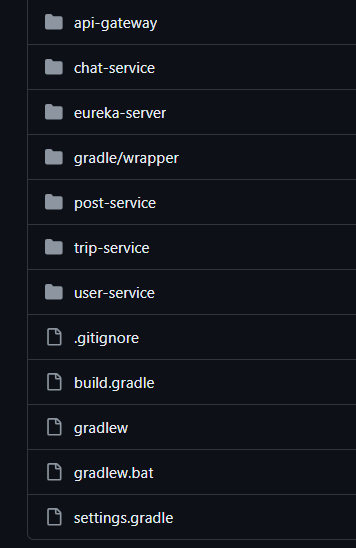 api-gateway
chat-service
eureka-server
gradle/wrapper
post-service
trip-service
user-service
.gitignore
build.gradle
gradlew
gradlew.bat
settings.gradle